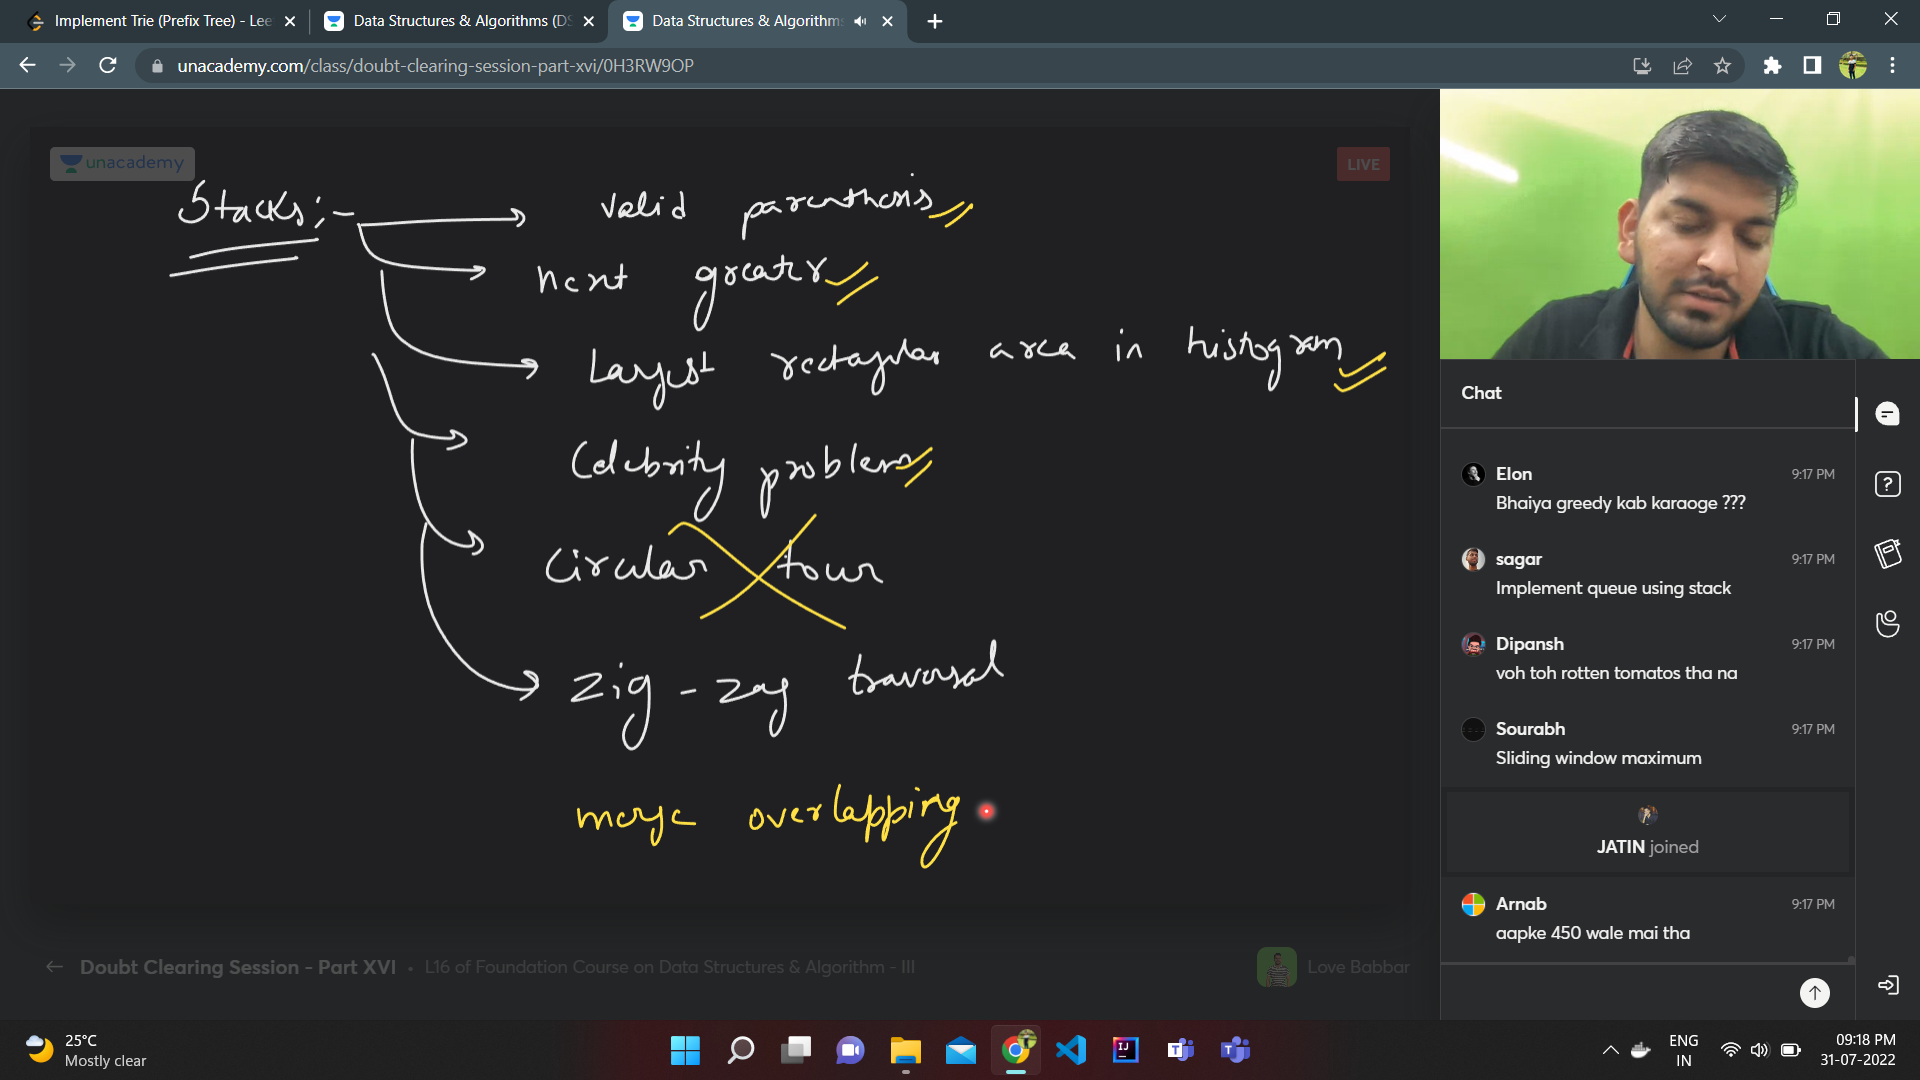 Implement Trie (Prefix Tree) - Lee
Data Structures & Algorithms (DS
Data Structures & Algorithms
unacademy.com/class/doubt-clearing-session-part-xvi/0H3RW9OP
unacademy
LIVE
Stacks:-
valid parenthesis
next greater
Largest rectangular area in histogram
Celebrity problem
Circular tour
Zig - zag traversal
merge overlapping
Chat
Elon 9:17 PM
Bhaiya greedy kab karaoge ???
sagar 9:17 PM
Implement queue using stack
Dipansh 9:17 PM
voh toh rotten tomatos tha na
Sourabh 9:17 PM
Sliding window maximum
JATIN joined
Arnab 9:17 PM
aapke 450 wale mai tha
Doubt Clearing Session - Part XVI • L16 of Foundation Course on Data Structures & Algorithm - III
Love Babbar
25°C
Mostly clear
ENG
IN
09:18 PM
31-07-2022